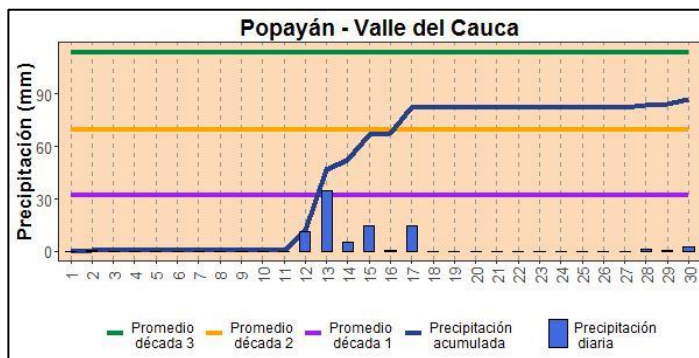 Popayán - Valle del Cauca
Precipitación (mm)
90
60
30
0
1 2 3 4 5 6 7 8 9 10 11 12 13 14 15 16 17 18 19 20 21 22 23 24 25 26 27 28 29 30
Promedio década 3
Promedio década 2
Promedio década 1
Precipitación acumulada
Precipitación diaria